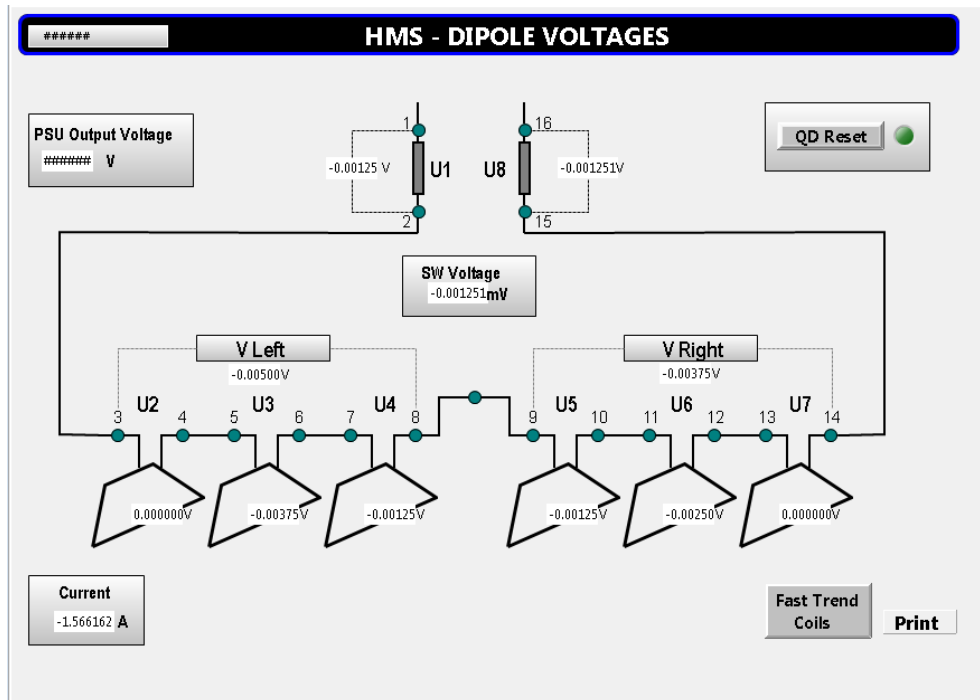 ###### HMS - DIPOLE VOLTAGES
PSU Output Voltage
###### V
QD Reset
1
16
-0.00125 V
U1
U8
-0.001251V
2
15
SW Voltage
-0.001251mV
V Left
-0.00500V
V Right
-0.00375V
3 U2 4 5 U3 6 7 U4 8 9 U5 10 11 U6 12 13 U7 14
0.000000V -0.00375V -0.00125V -0.00125V -0.00250V 0.000000V
Current
-1.566162 A
Fast Trend
Coils
Print